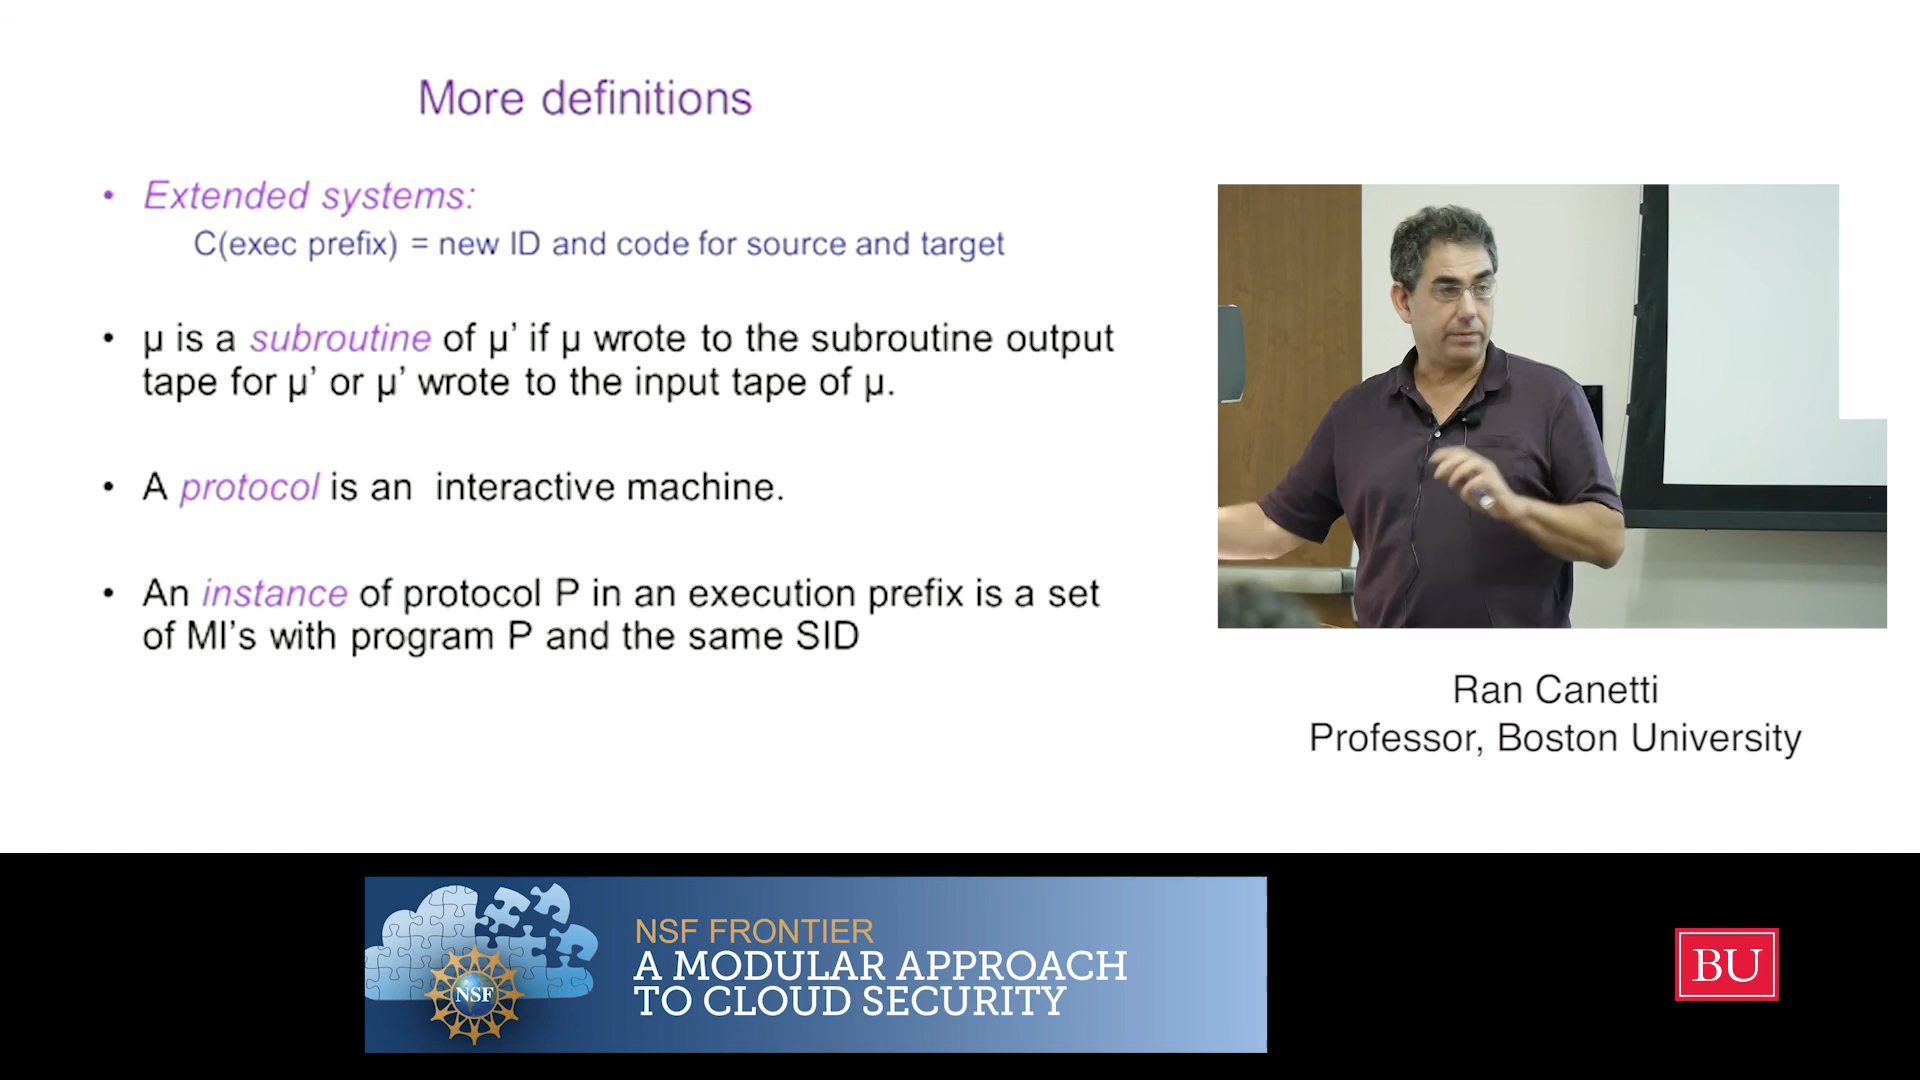 More definitions
• Extended systems:
C(exec prefix) = new ID and code for source and target
• μ is a subroutine of μ’ if μ wrote to the subroutine output
tape for μ’ or μ’ wrote to the input tape of μ.
• A protocol is an  interactive machine.
• An instance of protocol P in an execution prefix is a set
of MI’s with program P and the same SID
Ran Canetti
Professor, Boston University
NSF
NSF FRONTIER
A MODULAR APPROACH
TO CLOUD SECURITY
BU